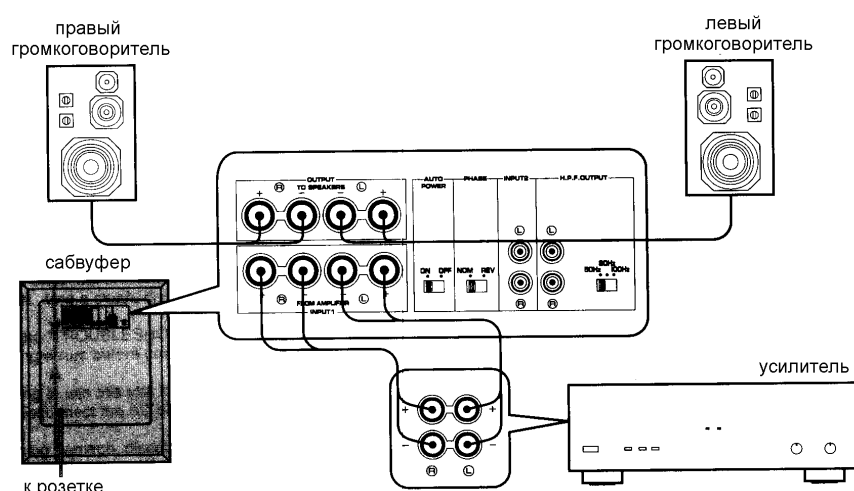 правый
громкоговоритель
левый
громкоговоритель
OUTPUT
TO SPEAKERS
R
L
+ - - +
AUTO
POWER
PHASE
INPUT2
H.P.F. OUTPUT
L
L
ON OFF
NOM REV
80Hz
50Hz 100Hz
R
R
+ - - +
R
L
FROM AMPLIFIER
INPUT1
сабвуфер
усилитель
+ +
- -
R L
к розетке